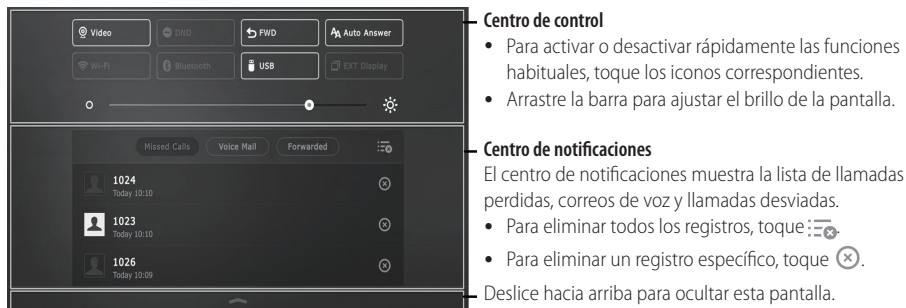 Video
DND
FWD
Auto Answer
Wi-Fi
Bluetooth
USB
EXT Display
Missed Calls
Voice Mail
Forwarded
1024
Today 10:10
1023
Today 10:10
1026
Today 10:09
Centro de control
• Para activar o desactivar rápidamente las funciones
habituales, toque los iconos correspondientes.
• Arrastre la barra para ajustar el brillo de la pantalla.
Centro de notificaciones
El centro de notificaciones muestra la lista de llamadas
perdidas, correos de voz y llamadas desviadas.
• Para eliminar todos los registros, toque .
• Para eliminar un registro específico, toque .
Deslice hacia arriba para ocultar esta pantalla.